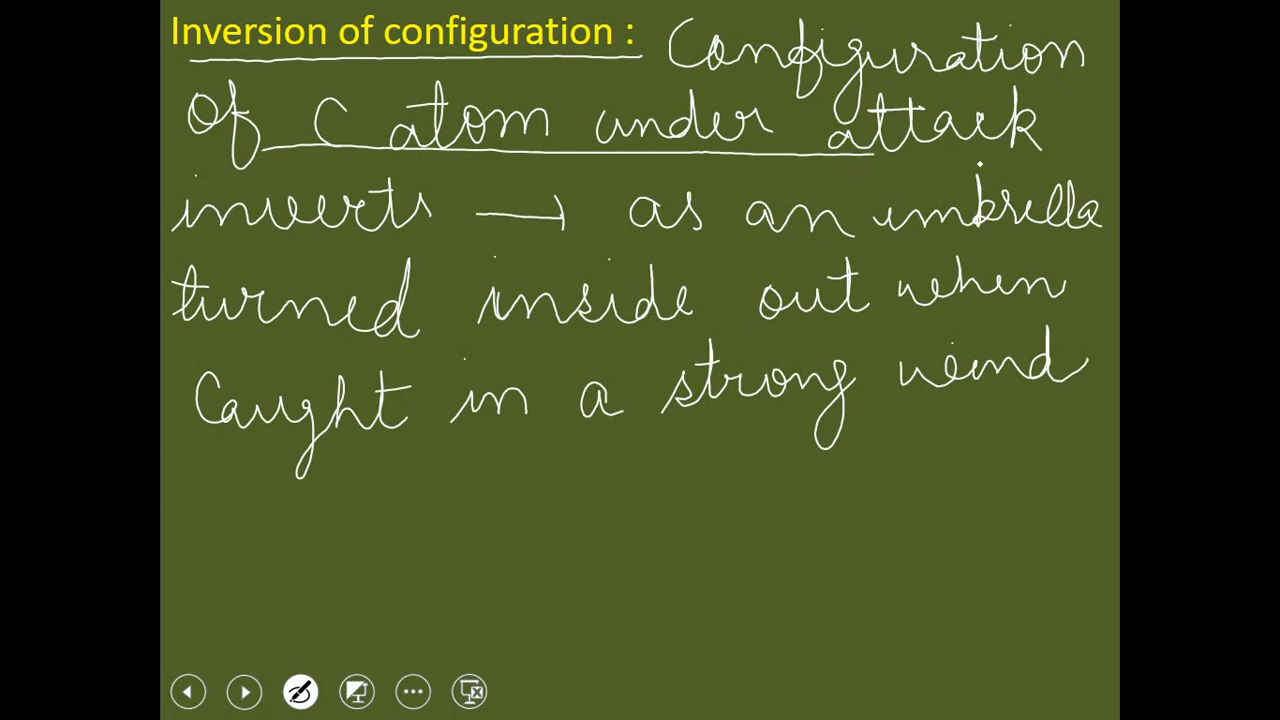 Inversion of configuration : Configuration
Of C atom under attack
inverts → as an umbrella
turned inside out when
Caught in a strong wind